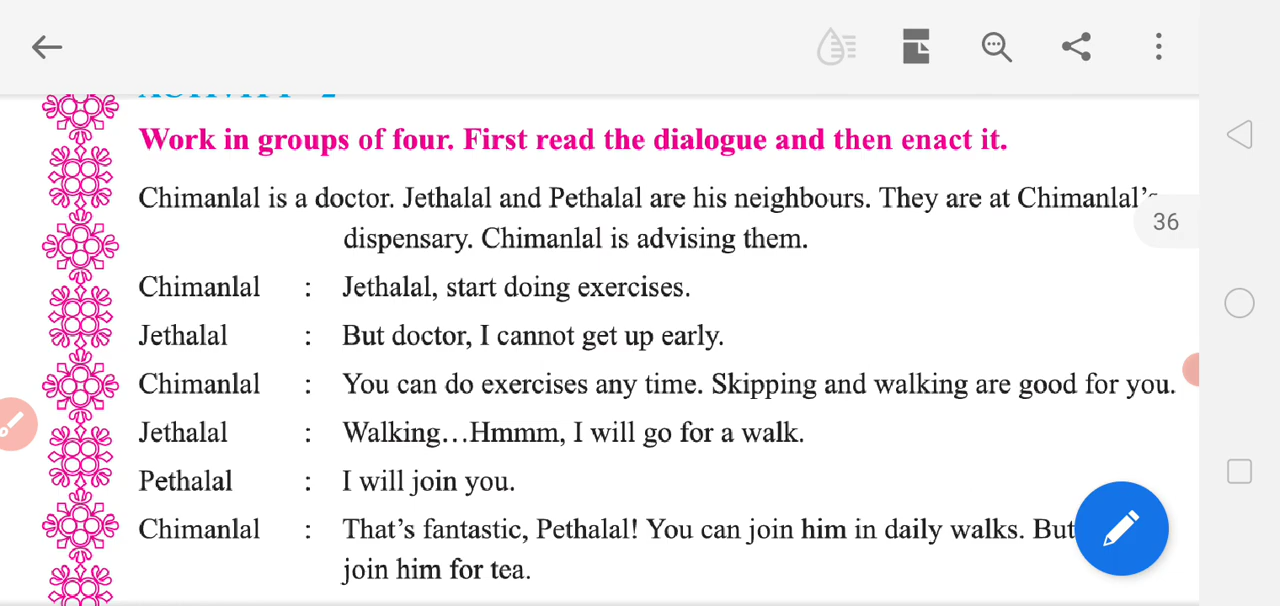 Work in groups of four. First read the dialogue and then enact it.
Chimanlal is a doctor. Jethalal and Pethalal are his neighbours. They are at Chimanlal's
36
dispensary. Chimanlal is advising them.
Chimanlal : Jethalal, start doing exercises.
Jethalal : But doctor, I cannot get up early.
Chimanlal : You can do exercises any time. Skipping and walking are good for you.
Jethalal : Walking...Hmmm, I will go for a walk.
Pethalal : I will join you.
Chimanlal : That's fantastic, Pethalal! You can join him in daily walks. But
join him for tea.